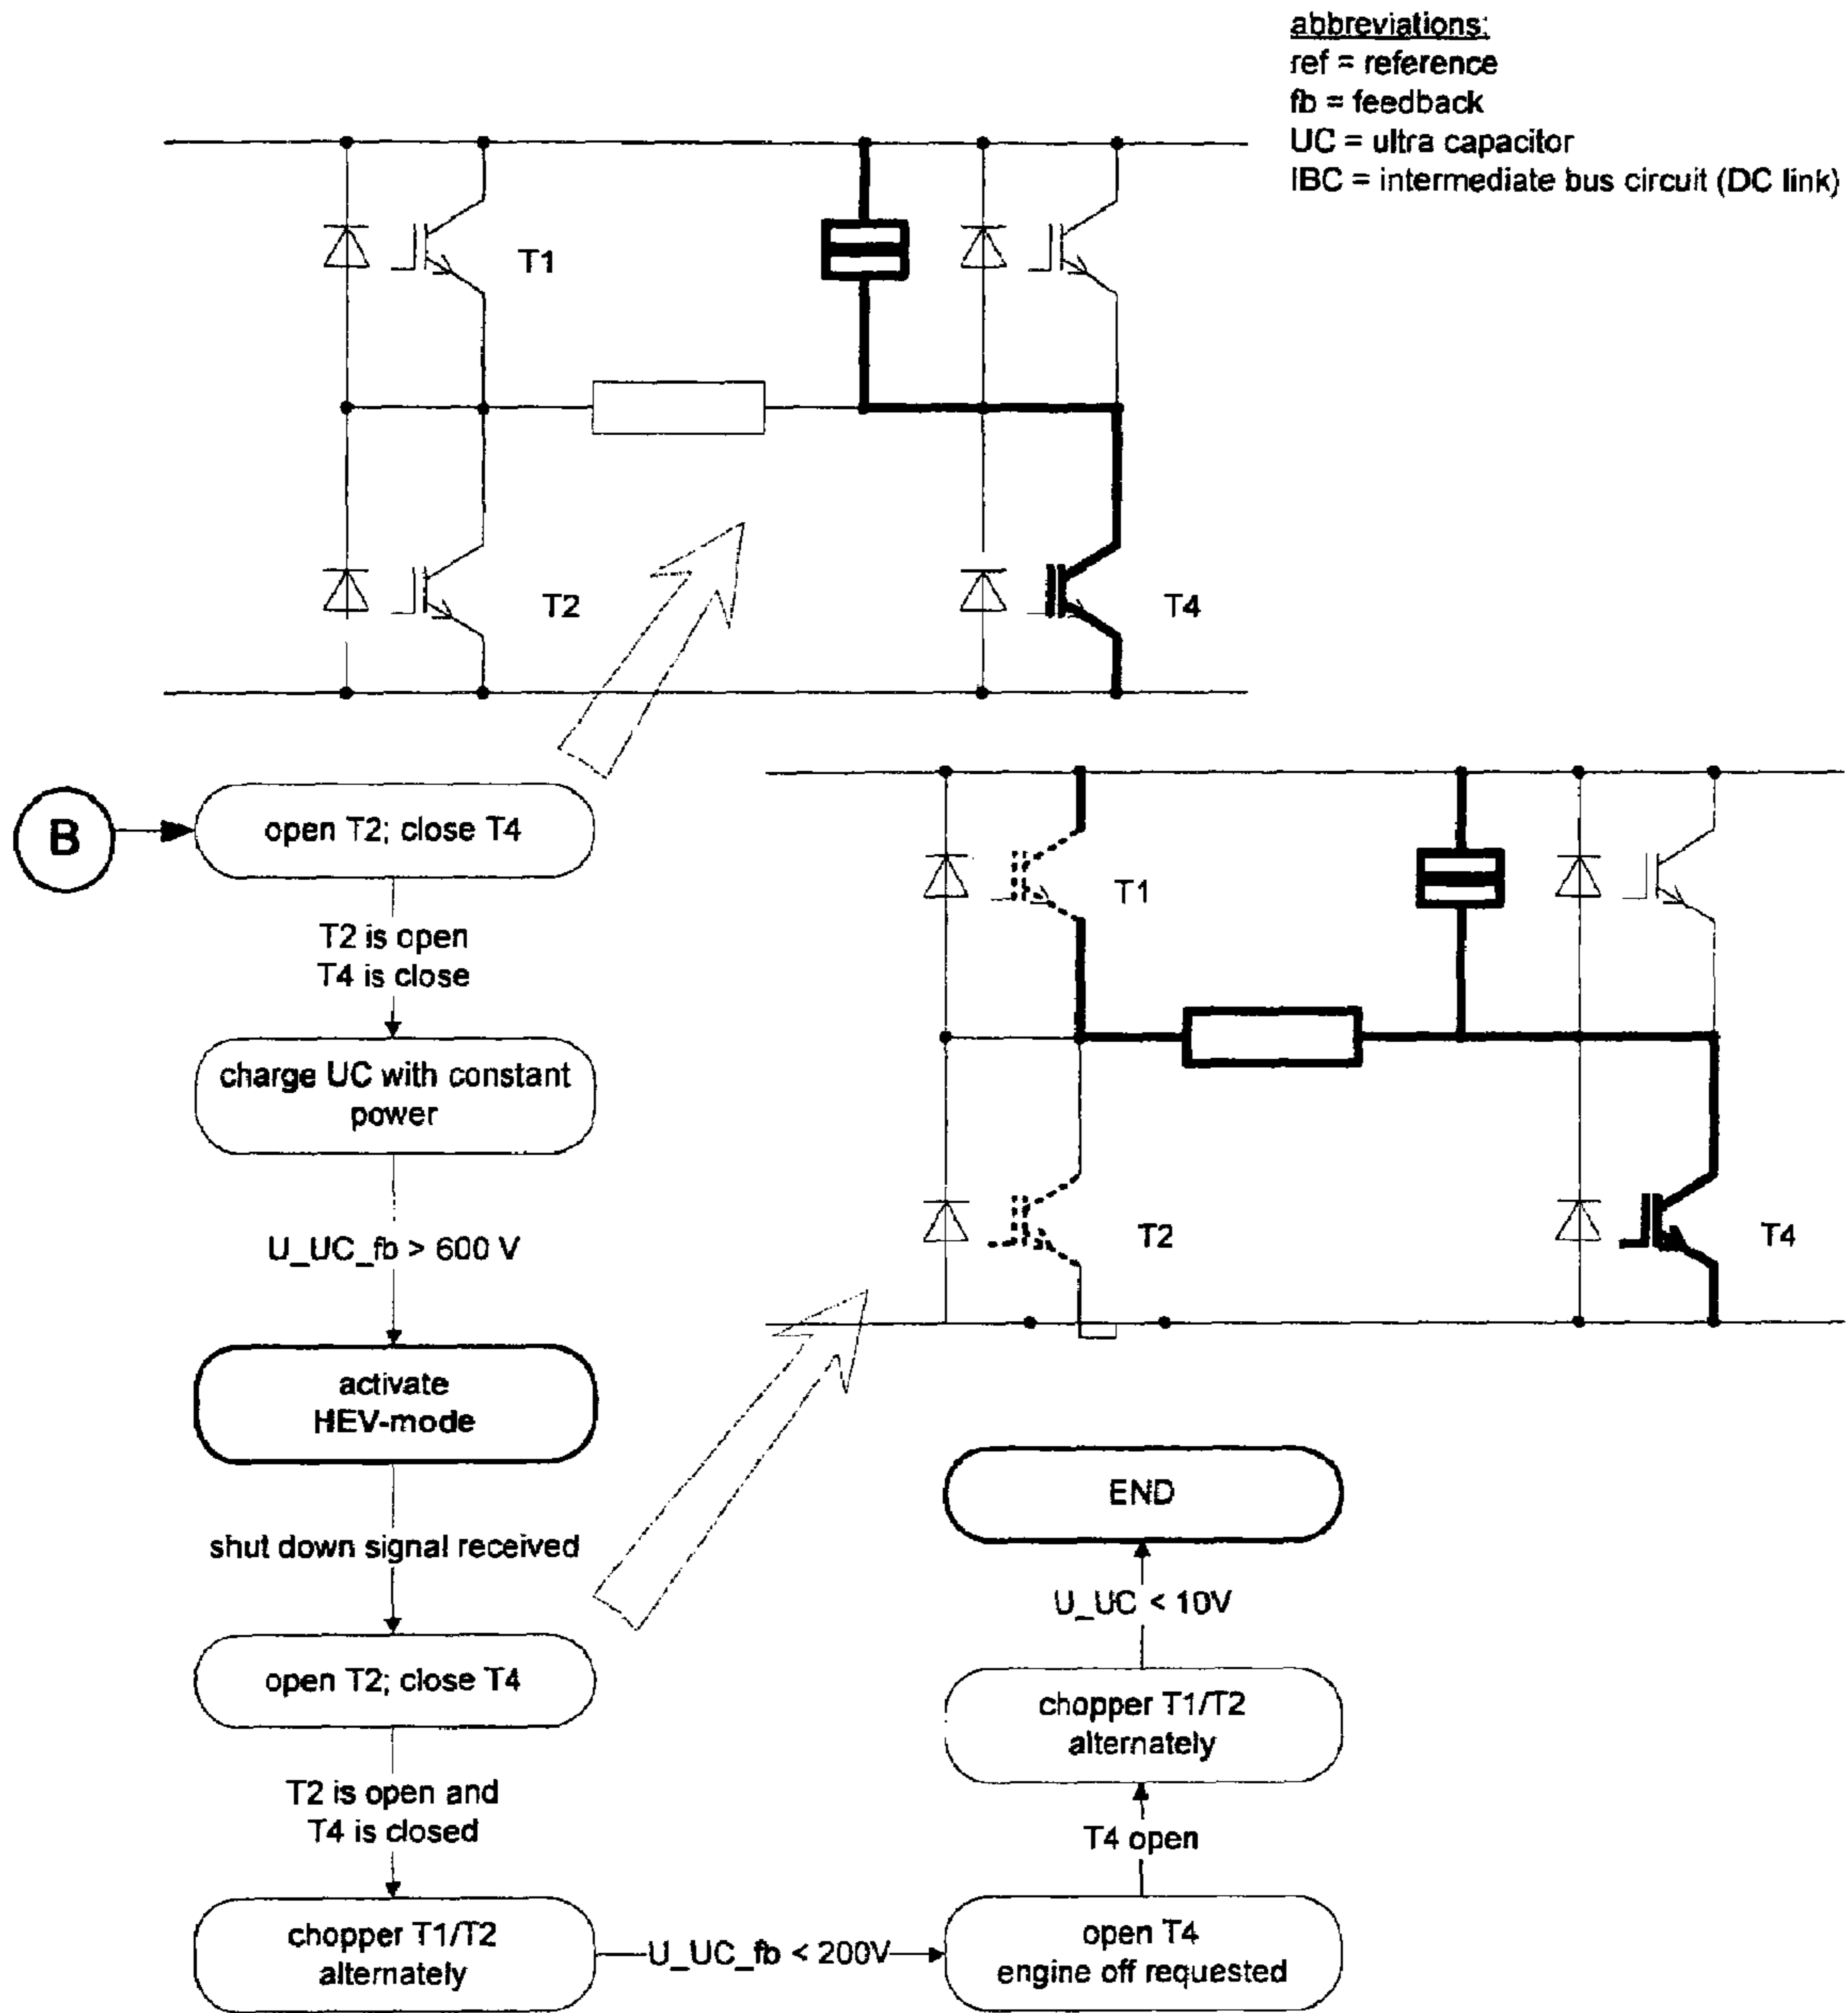 abbreviations:
ref = reference
fb = feedback
UC = ultra capacitor
IBC = intermediate bus circuit (DC link)
T1
T2
T4
B
open T2; close T4
T2 is open
T4 is close
charge UC with constant
power
U_UC_fb > 600 V
activate
HEV-mode
shut down signal received
open T2; close T4
T2 is open and
T4 is closed
chopper T1/T2
alternately
U_UC_fb < 200V
open T4
engine off requested
T4 open
chopper T1/T2
alternately
U_UC < 10V
END
T1
T2
T4